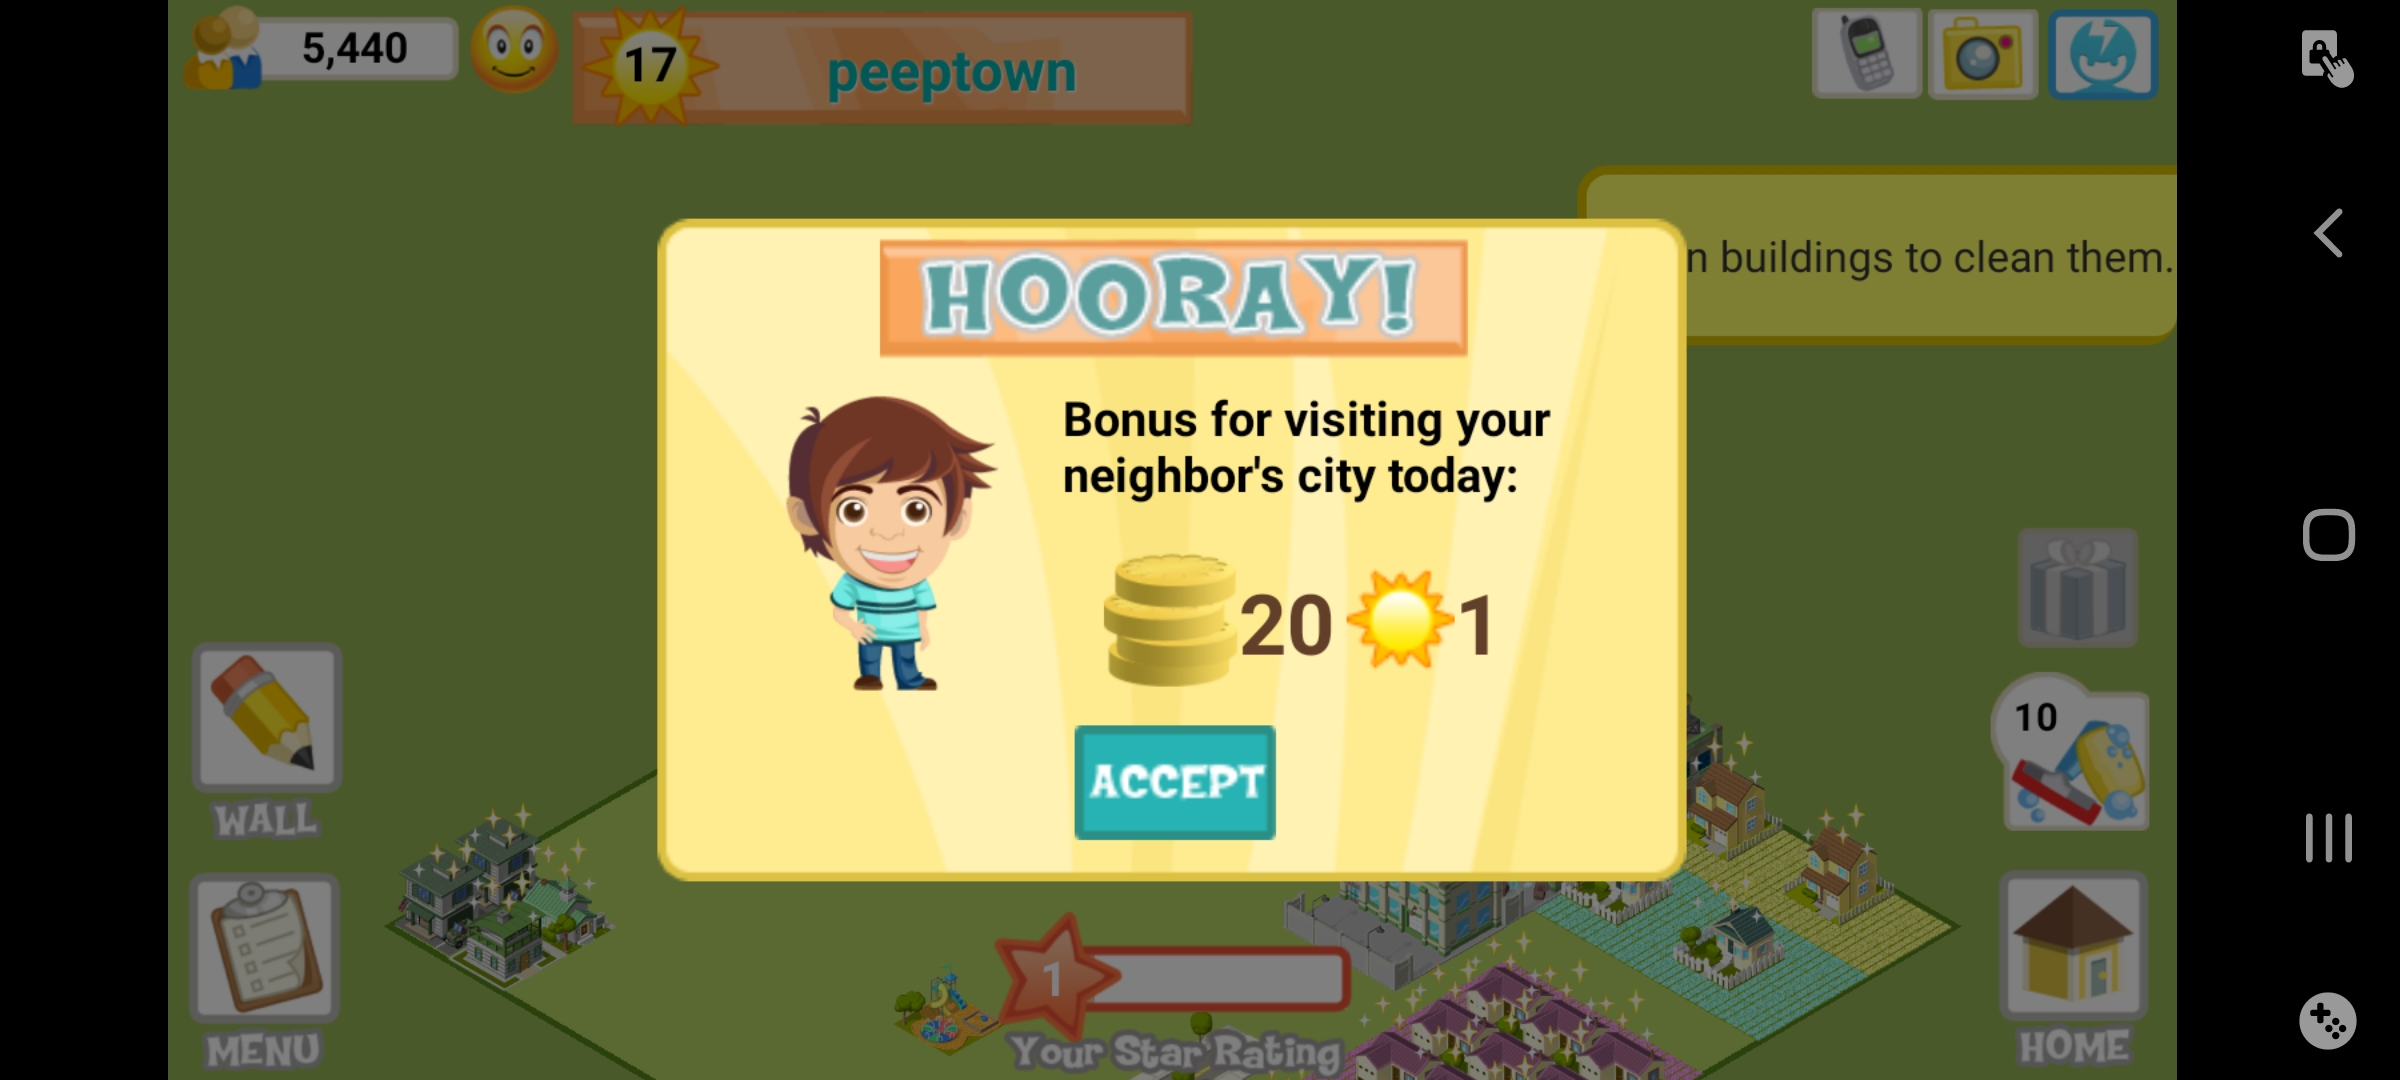 5,440
17
peeptown
n buildings to clean them.
HOORAY!
Bonus for visiting your
neighbor's city today:
20
1
ACCEPT
10
WALL
1
MENU
Your Star Rating
HOME